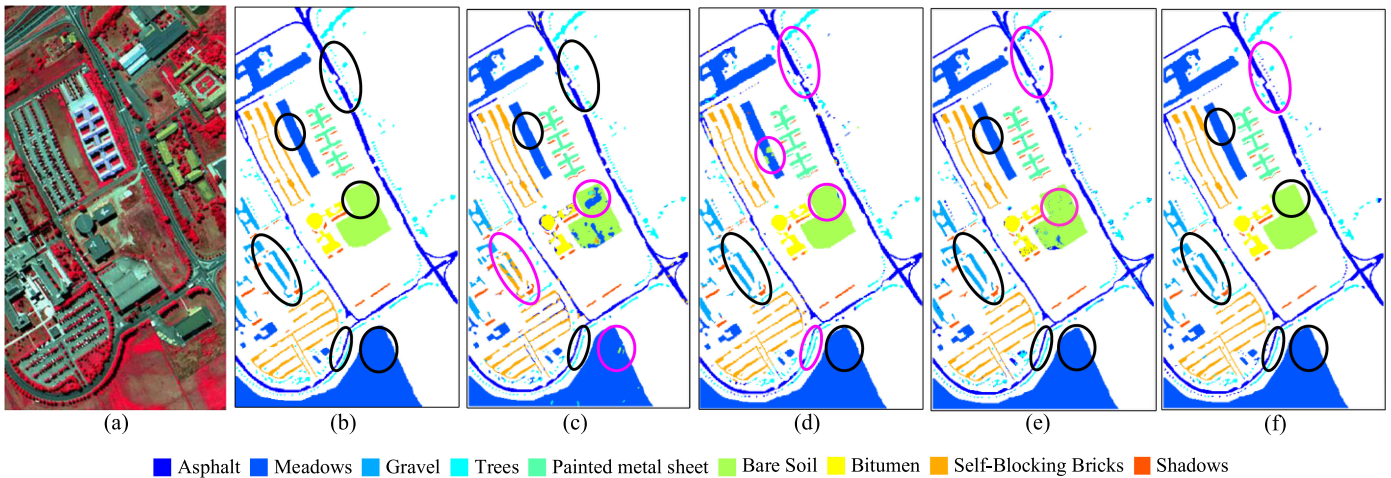 (a) (b) (c) (d) (e) (f)
Asphalt Meadows Gravel Trees Painted metal sheet Bare Soil Bitumen Self-Blocking Bricks Shadows